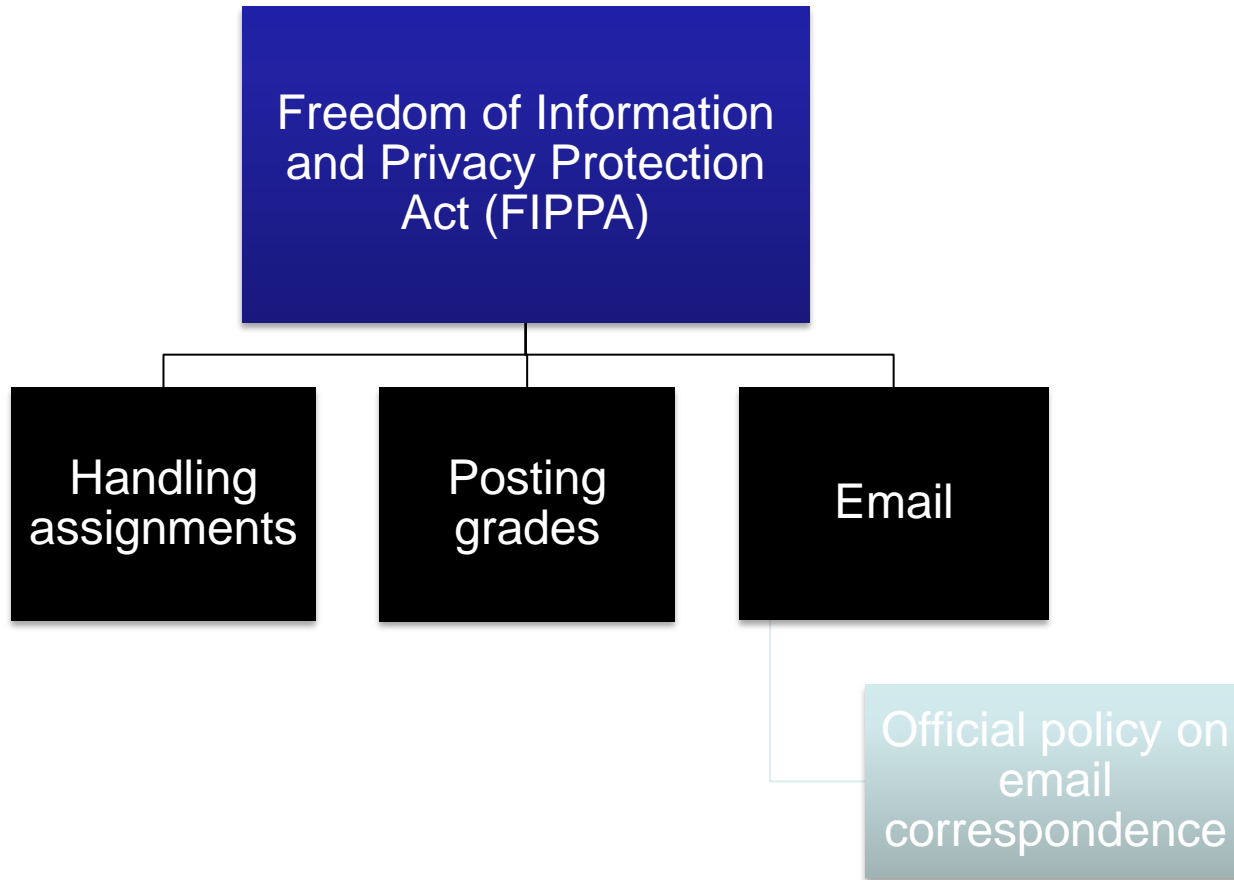 Freedom of Information
and Privacy Protection
Act (FIPPA)
Handling
assignments
Posting
grades
Email
Official policy on
email
correspondence